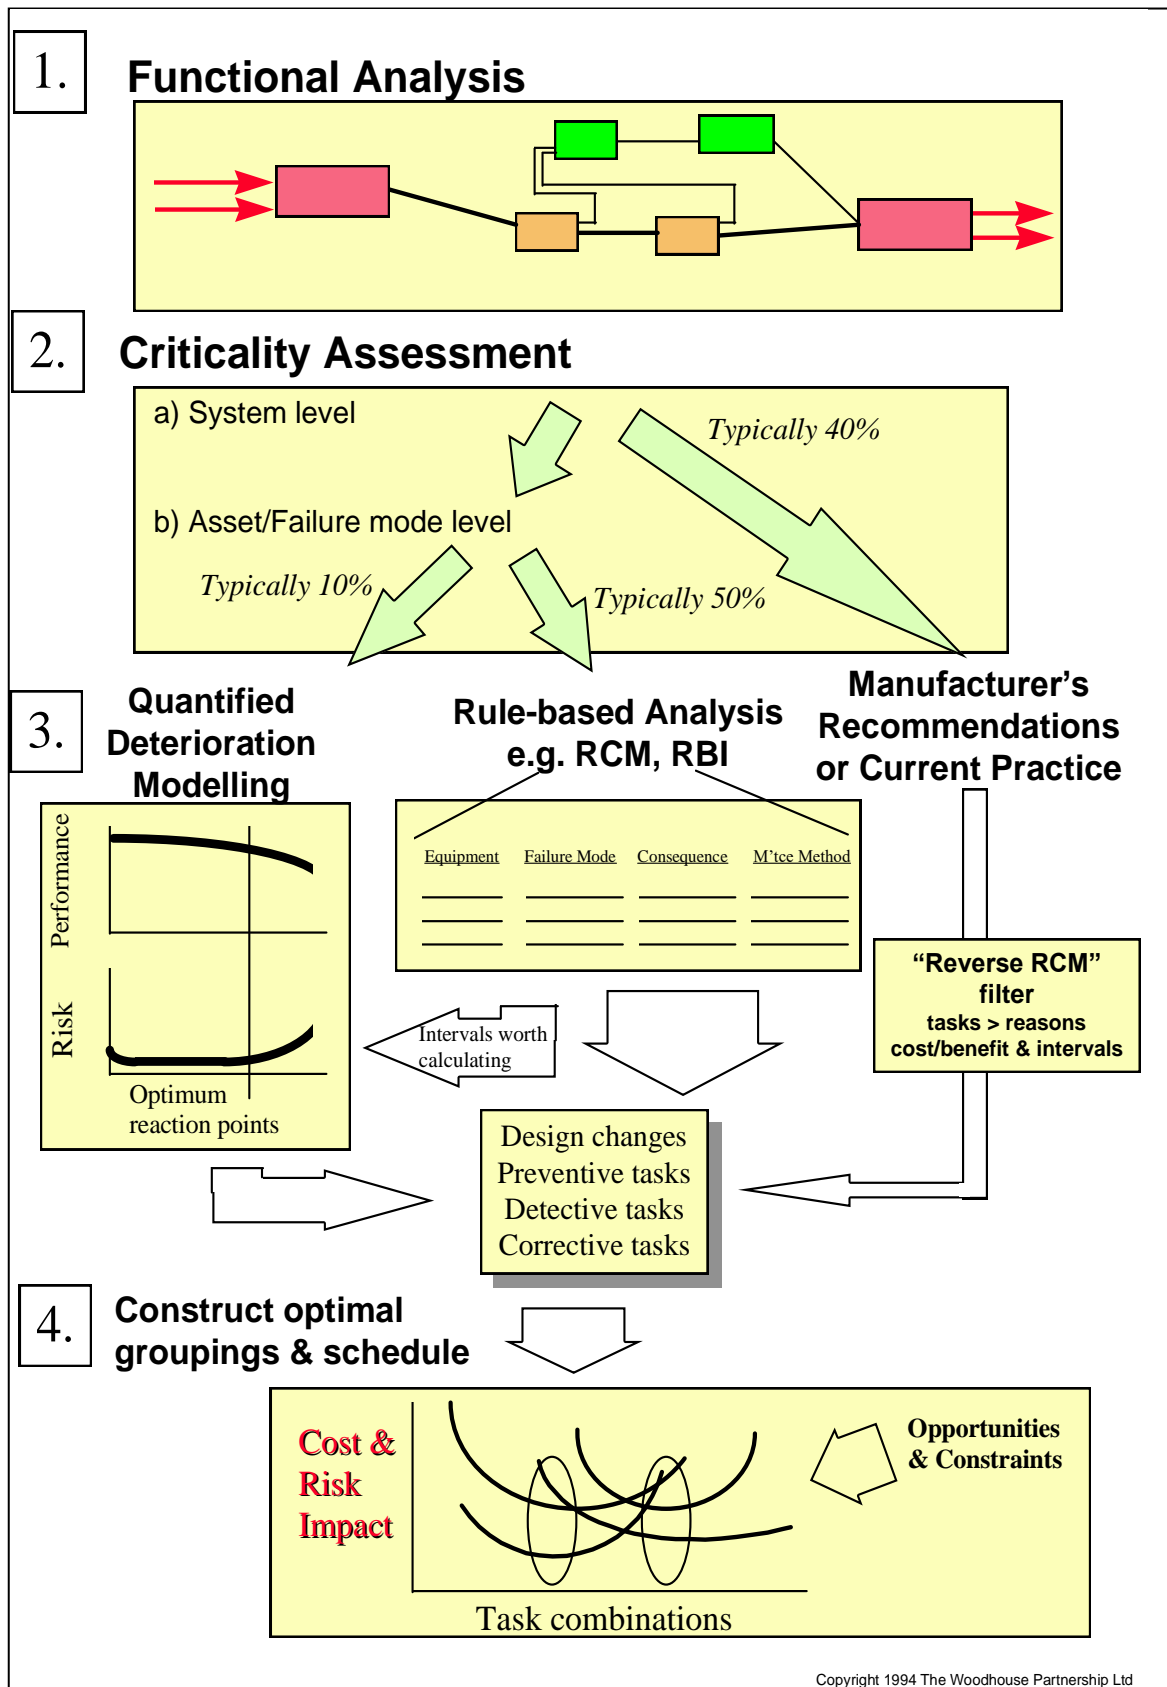 1.
Functional Analysis
2.
Criticality Assessment
a) System level
Typically 40%
b) Asset/Failure mode level
Typically 10%
Typically 50%
3.
Quantified
Deterioration
Modelling
Rule-based Analysis
e.g. RCM, RBI
Manufacturer’s
Recommendations
or Current Practice
Performance
Risk
Optimum
reaction points
Equipment Failure Mode Consequence M'tce Method
“Reverse RCM”
filter
tasks > reasons
cost/benefit & intervals
Intervals worth
calculating
Design changes
Preventive tasks
Detective tasks
Corrective tasks
4.
Construct optimal
groupings & schedule
Cost &
Risk
Impact
Opportunities
& Constraints
Task combinations
Copyright 1994 The Woodhouse Partnership Ltd